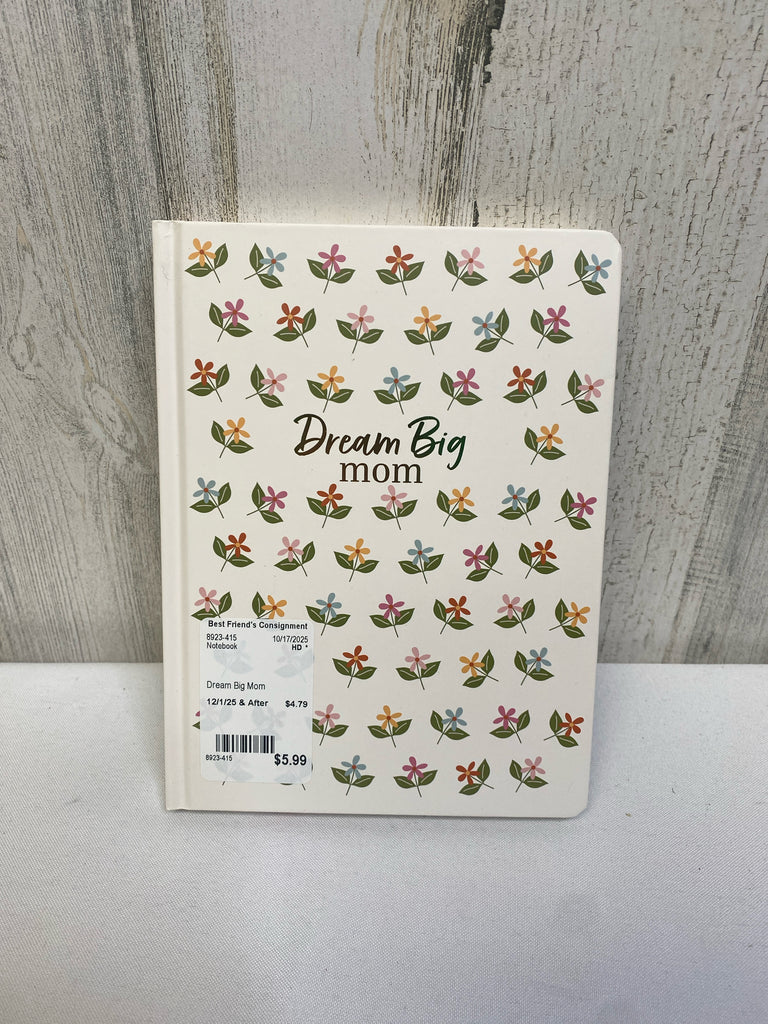 Dream Big
mom
Best Friend's Consignment
8923-415 10/17/2025
Notebook HD *
Dream Big Mom
12/1/25 & After $4.79
8923-415 $5.99